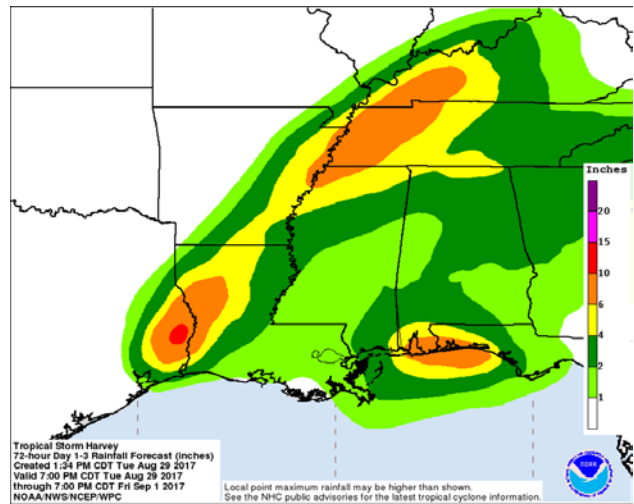 Inches
20
15
10
6
4
2
1
Tropical Storm Harvey
72-hour Day 1-3 Rainfall Forecast (inches)
Created 1:34 PM CDT Tue Aug 29 2017
Valid 7:00 PM CDT Tue Aug 29 2017
through 7:00 PM CDT Fri Sep 1 2017
NOAA/NWS/NCEP/WPC
Local point maximum rainfall may be higher than shown.
See the NHC public advisories for the latest tropical cyclone information.
NOAA